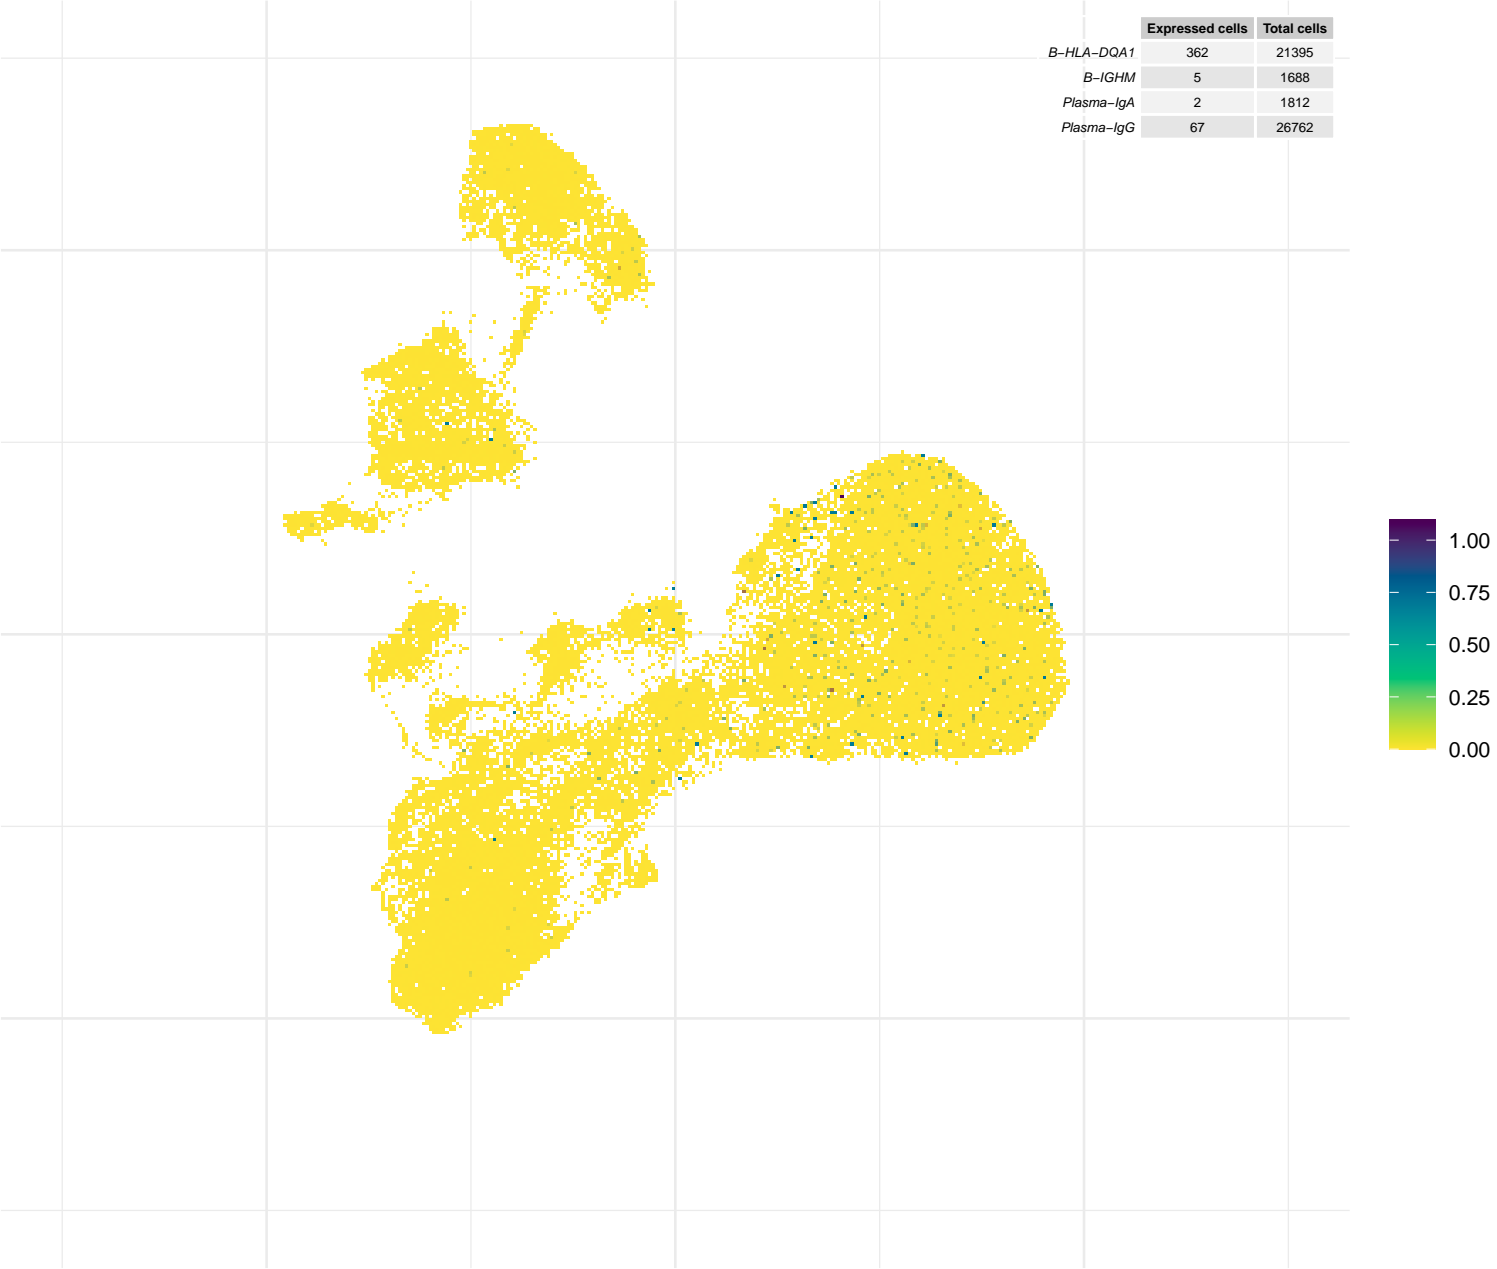 Expressed cells Total cells
B−HLA−DQA1 362 21395
B−IGHM 5 1688
Plasma−IgA 2 1812
Plasma−IgG 67 26762
1.00
0.75
0.50
0.25
0.00